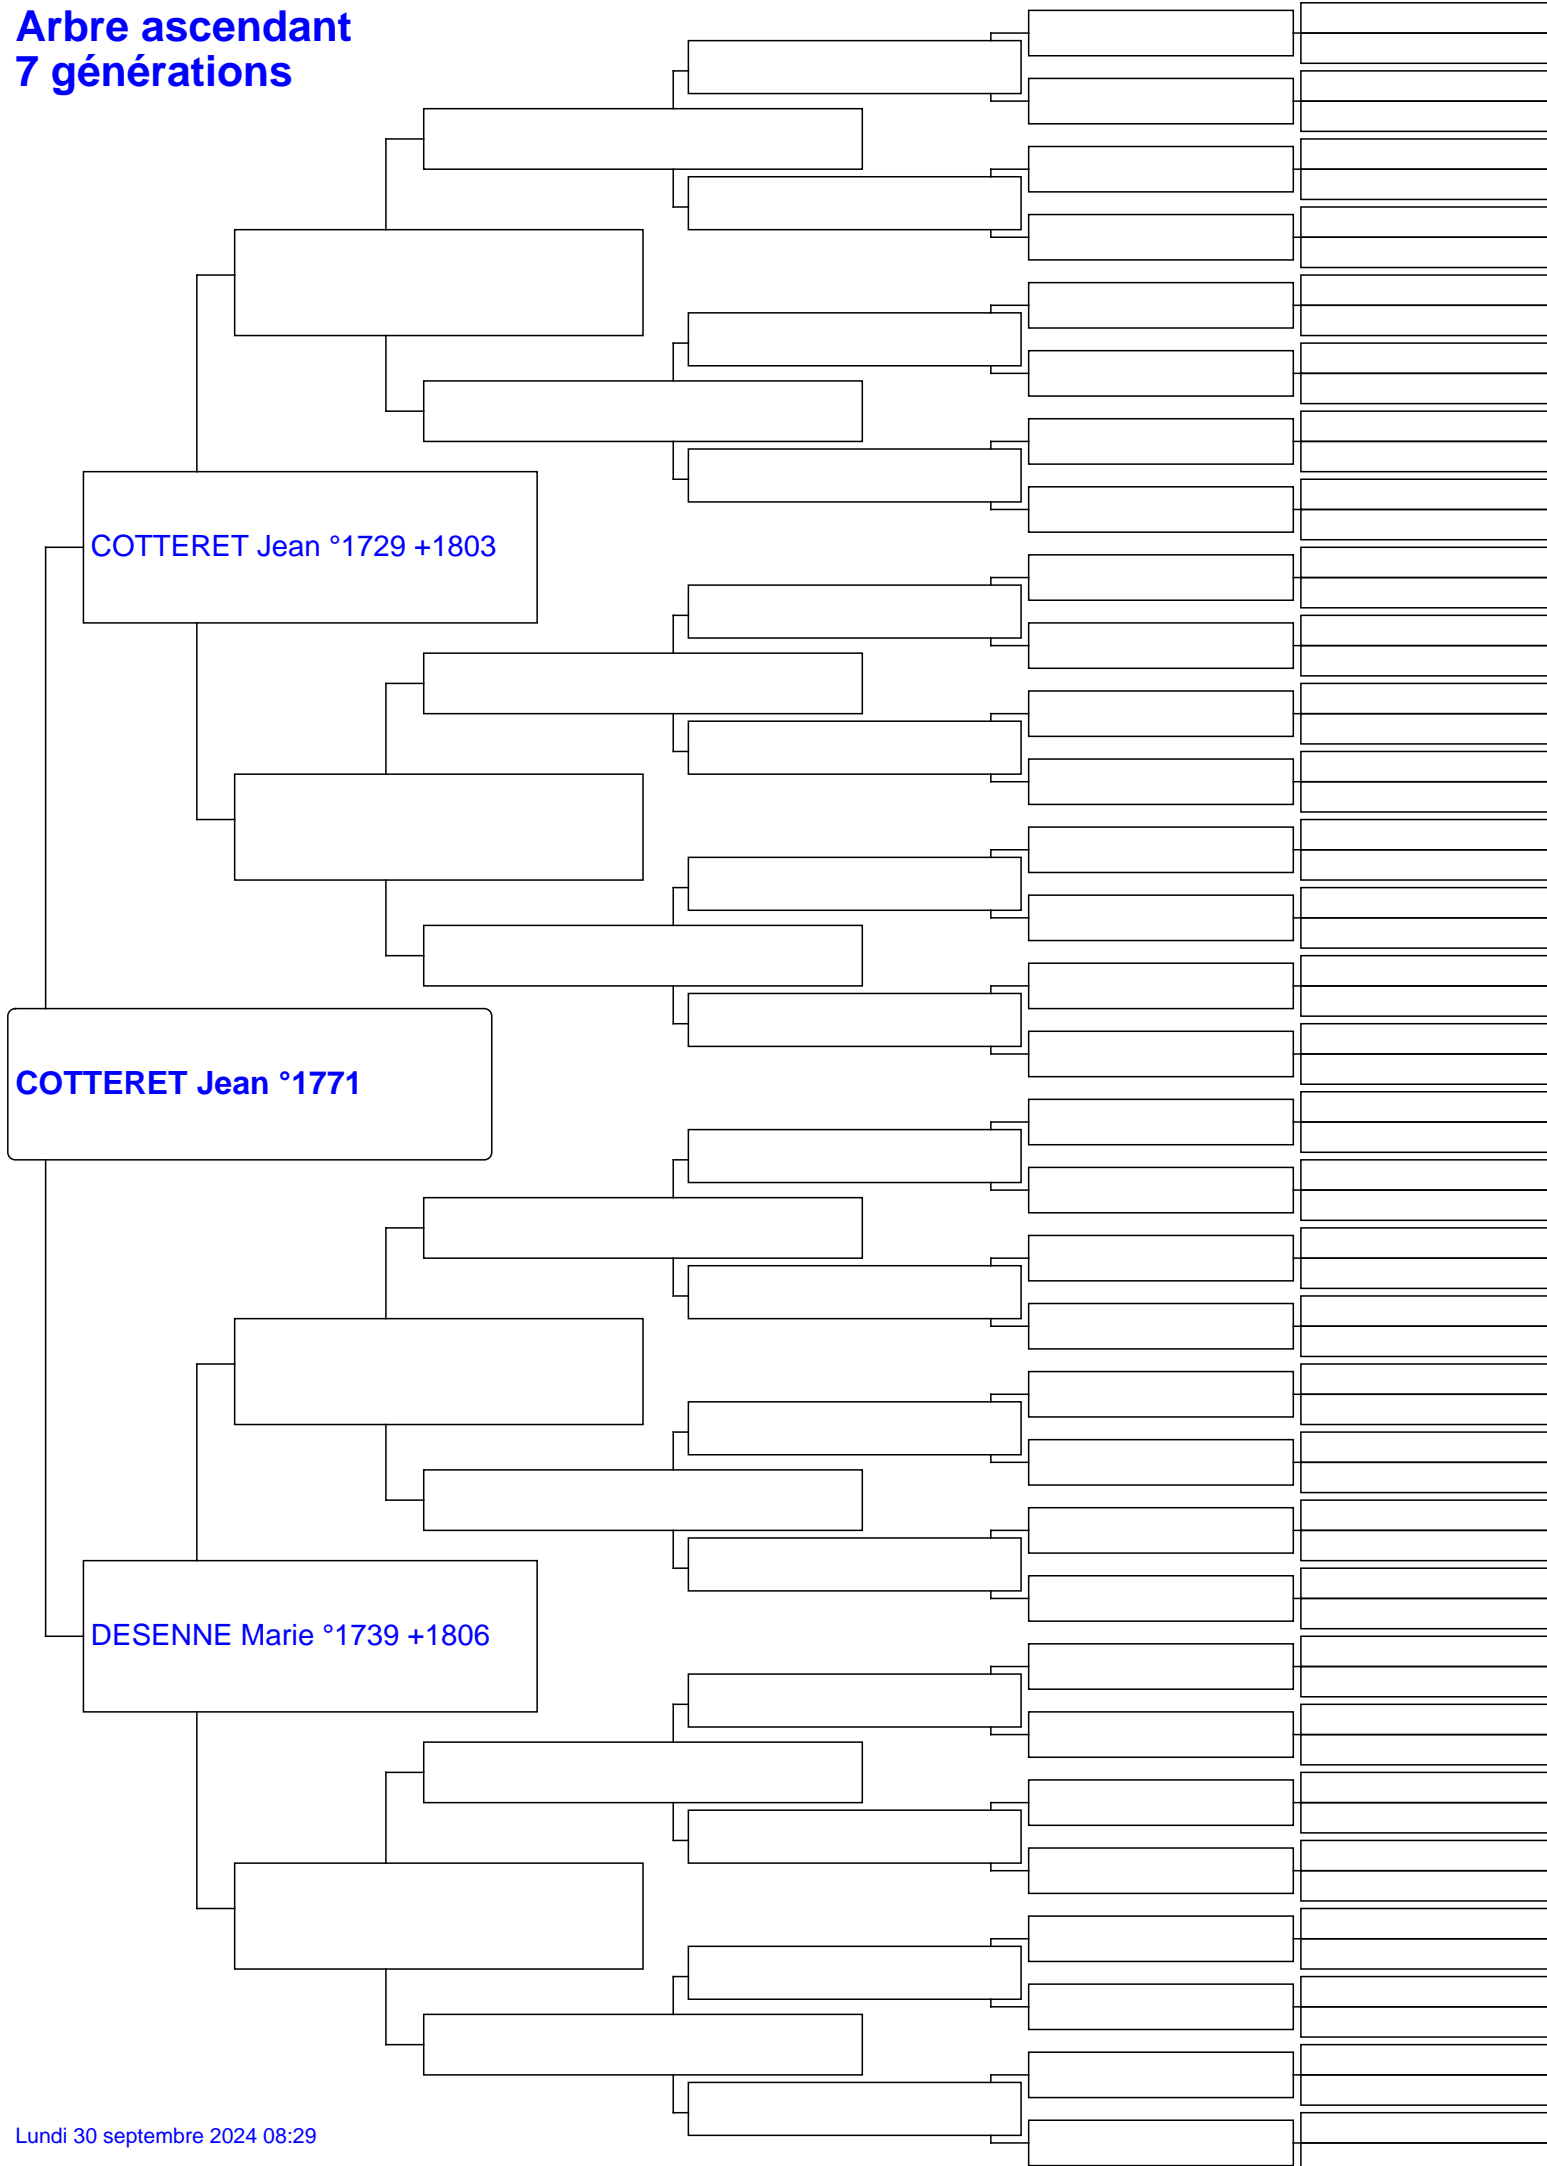 Arbre ascendant
7 générations
COTTERET Jean °1729 +1803
COTTERET Jean °1771
DESENNE Marie °1739 +1806
Lundi 30 septembre 2024 08:29